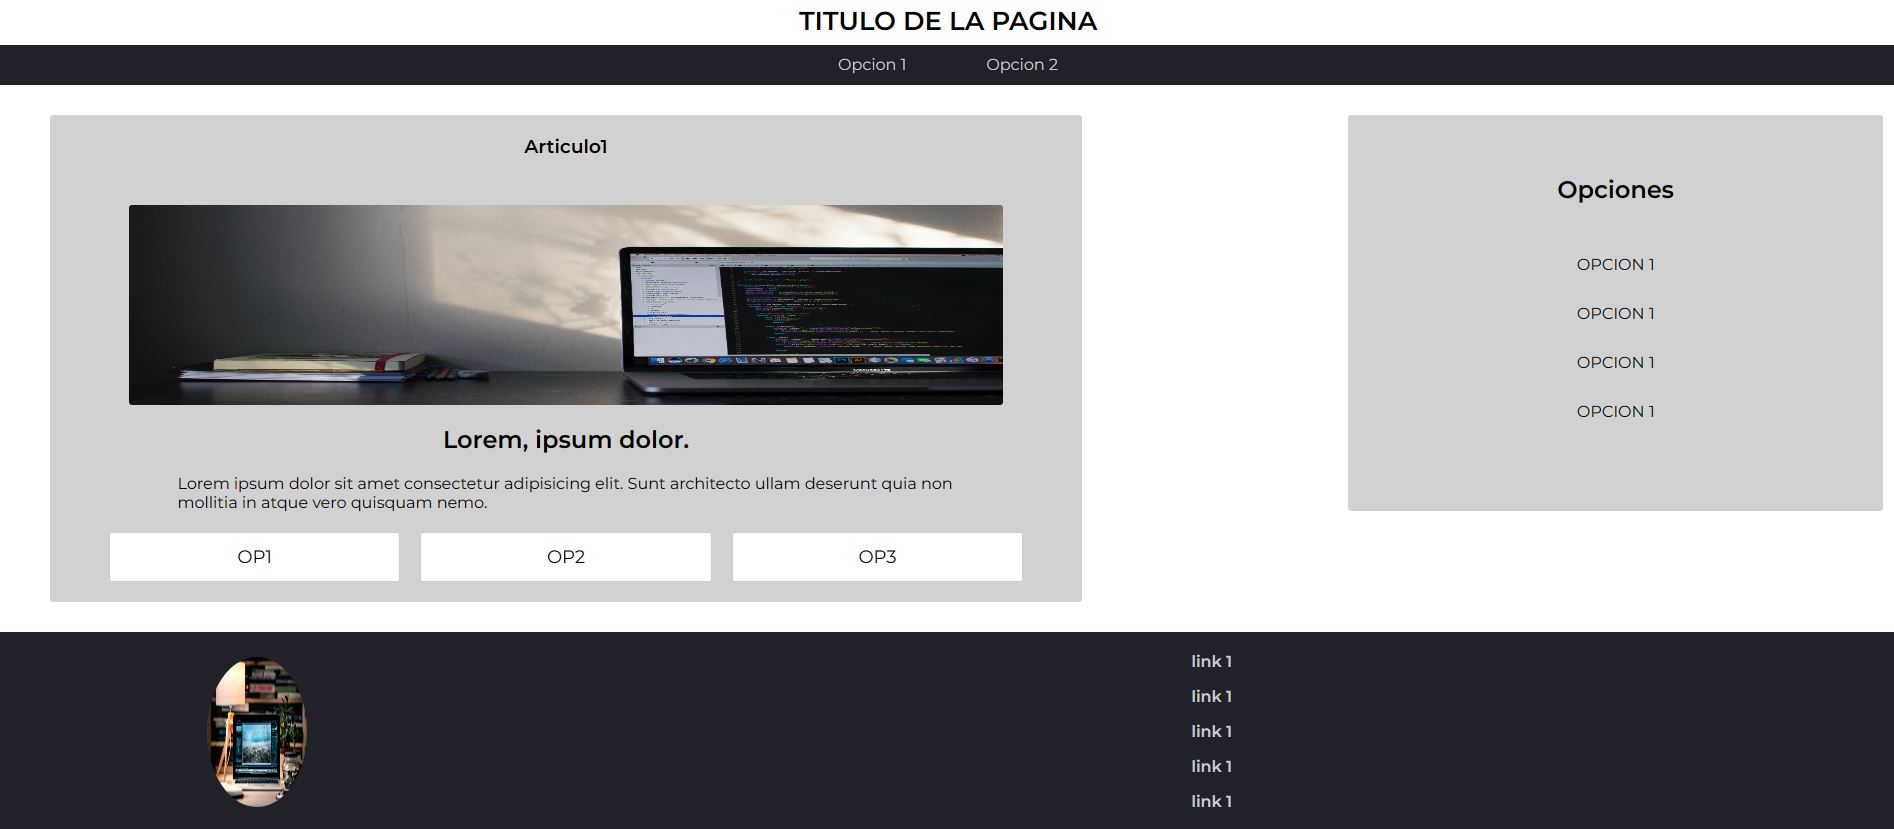 TITULO DE LA PAGINA
Opcion 1
Opcion 2
Articulo1
Lorem, ipsum dolor.
Lorem ipsum dolor sit amet consectetur adipisicing elit. Sunt architecto ullam deserunt quia non
mollitia in atque vero quisquam nemo.
OP1
OP2
OP3
Opciones
OPCION 1
OPCION 1
OPCION 1
OPCION 1
link 1
link 1
link 1
link 1
link 1